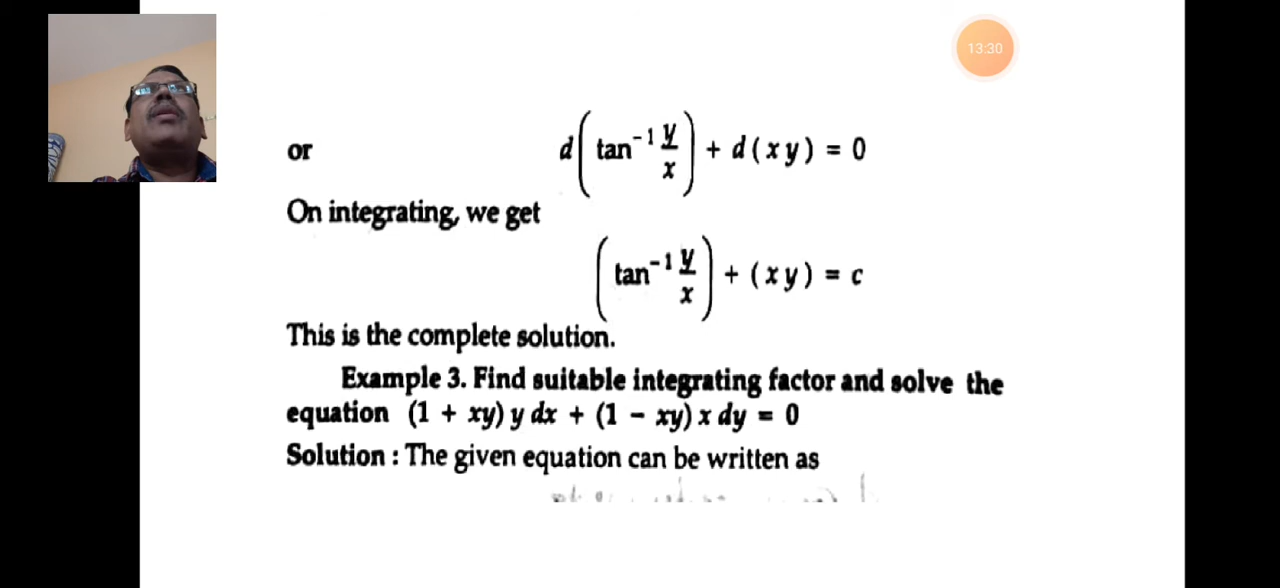 13:30
or d(tan⁻¹ y/x) + d(xy) = 0
On integrating, we get
(tan⁻¹ y/x) + (xy) = c
This is the complete solution.
Example 3. Find suitable integrating factor and solve the
equation (1 + xy) y dx + (1 - xy) x dy = 0
Solution : The given equation can be written as